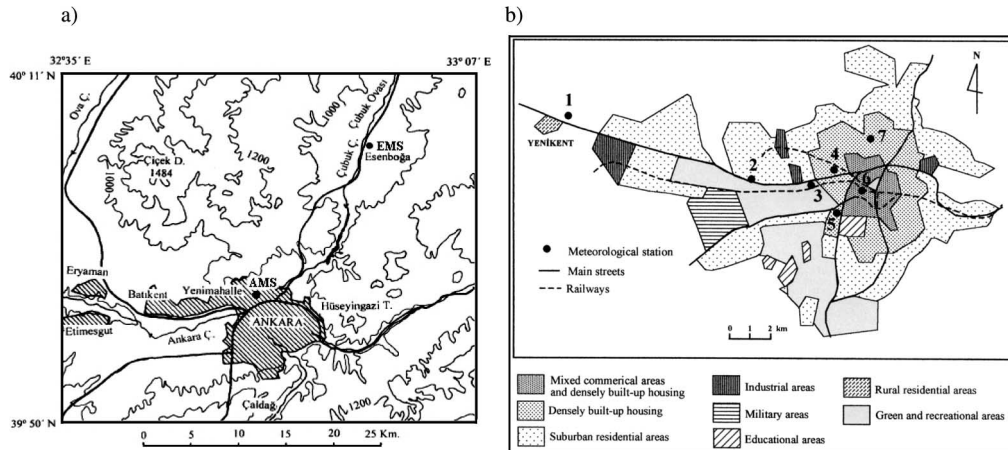 a)
32°35´ E
33°07´ E
40°11´ N
39°50´ N
Ova Ç.
Çiçek D.
1484
1000
1200
1000
Çubuk Ovası
Çubuk Ç.
EMS
Esenboğa
Eryaman
Batıkent
Yenimahalle
AMS
Hüseyingazi T.
Etimesgut
Ankara Ç.
ANKARA
Çaldağ
1200
0 5 10 15 20 25 Km.
b)
N
1
YENİKENT
2
3
4
5
6
7
Meteorological station
Main streets
Railways
0 1 2 km
Mixed commerical areas
and densely built-up housing
Densely built-up housing
Suburban residential areas
Industrial areas
Military areas
Educational areas
Rural residential areas
Green and recreational areas